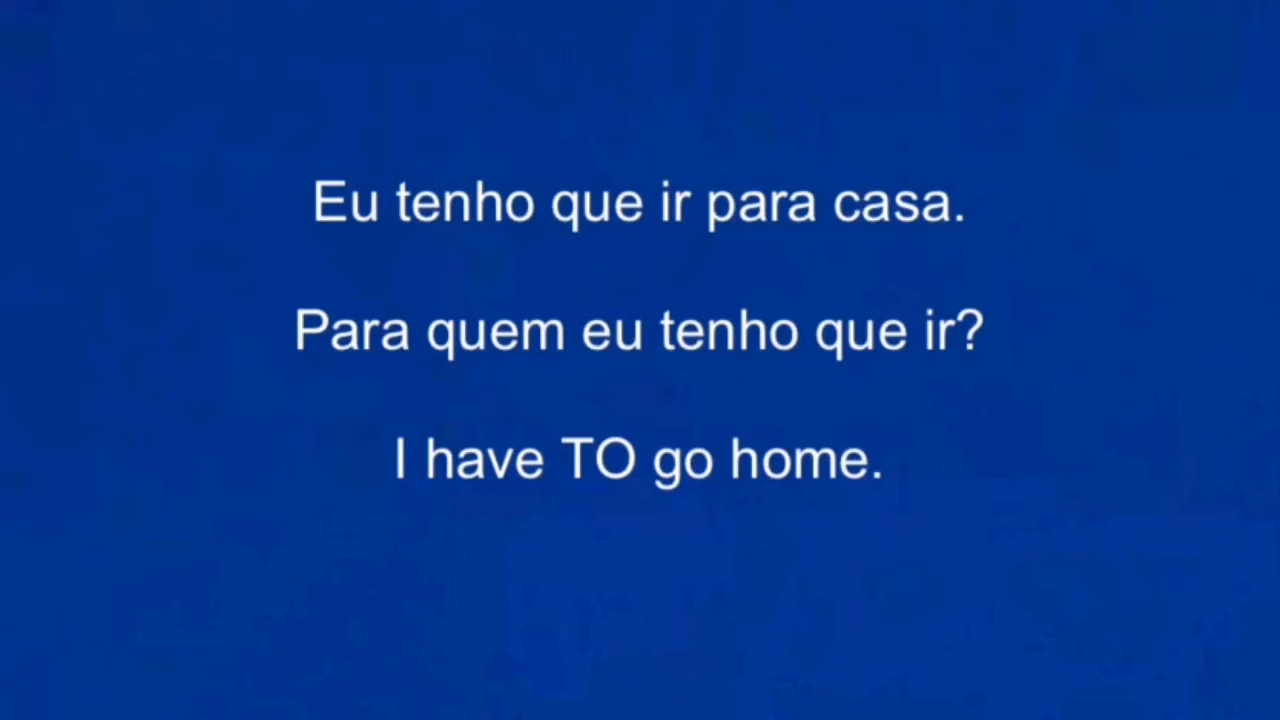 Eu tenho que ir para casa.
Para quem eu tenho que ir?
I have TO go home.